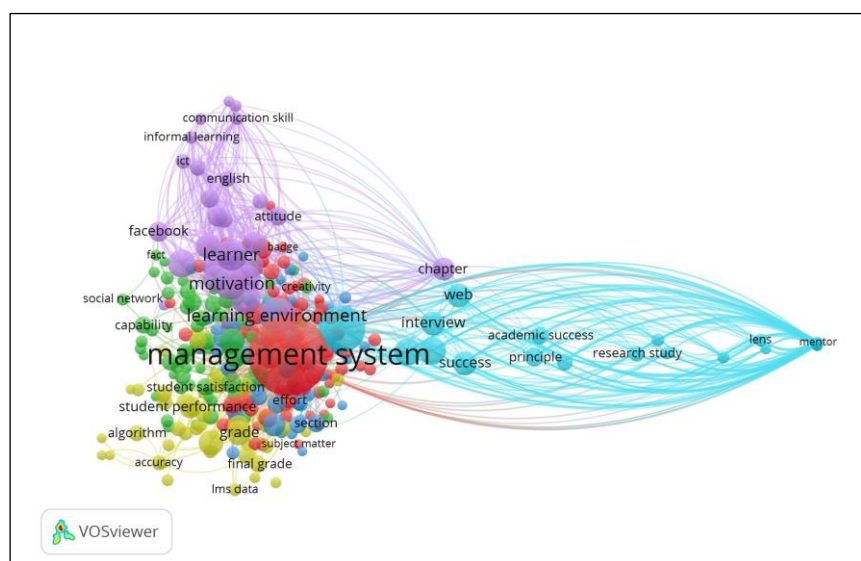 communication skill
informal learning
ict
english
facebook
attitude
fact
learner
badge
chapter
motivation
creativity
web
social network
capability
learning environment
interview
academic success
lens
mentor
management system
success
principle
research study
student satisfaction
student performance
effort
section
algorithm
grade
subject matter
accuracy
final grade
lms data
VOSviewer